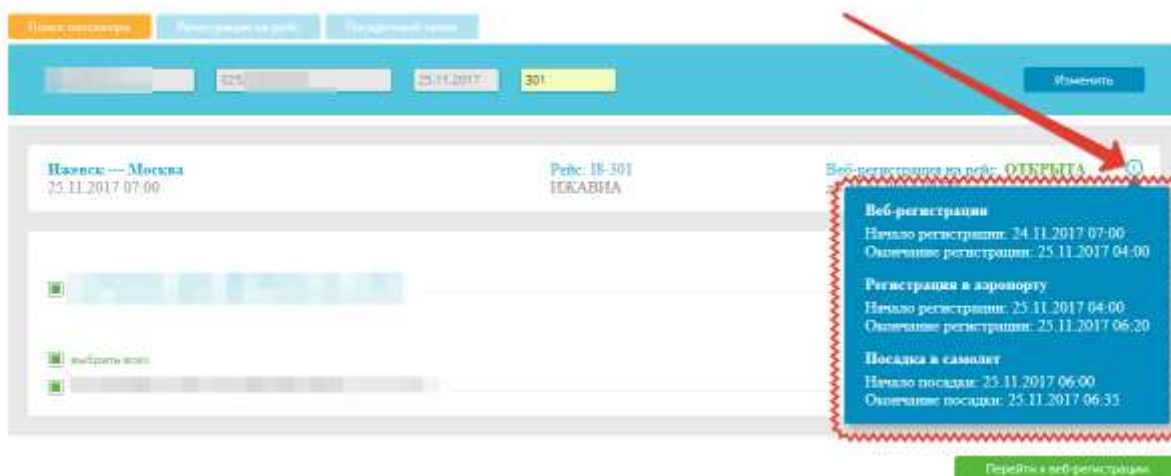 Поиск пассажира Регистрация на рейс Посадочный талон
625 25.11.2017 301 Изменить
Ижевск — Москва Рейс: I8-301 Веб-регистрация на рейс ОТКРЫТА
25.11.2017 07:00 ИЖАВИА
Веб-регистрации
Начало регистрации: 24.11.2017 07:00
Окончание регистрации: 25.11.2017 04:00
Регистрация в аэропорту
Начало регистрации: 25.11.2017 04:00
Окончание регистрации: 25.11.2017 06:20
Посадка в самолет
Начало посадки: 25.11.2017 06:00
Окончание посадки: 25.11.2017 06:35
выбрать всех
Перейти к веб-регистрации